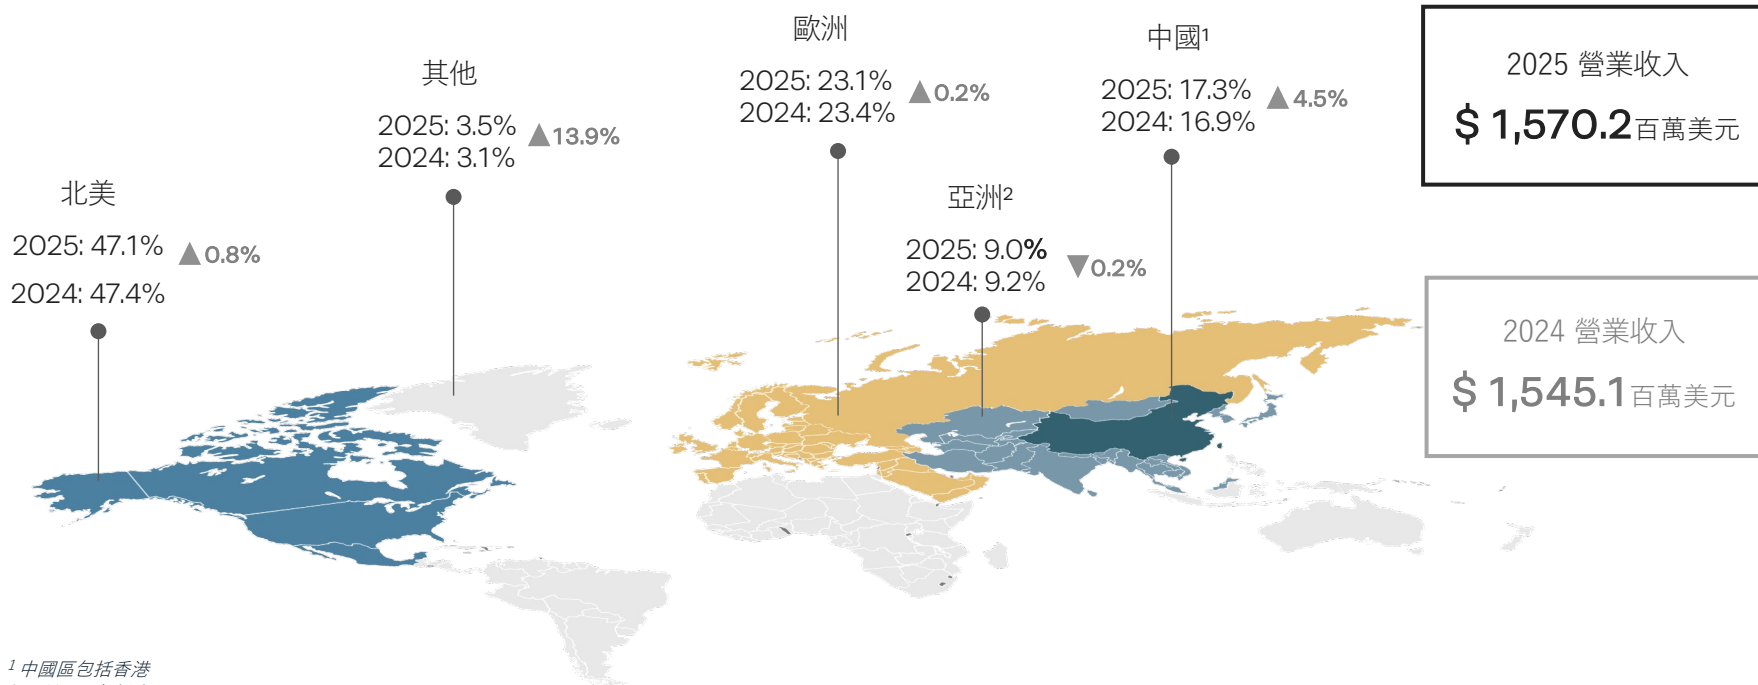 北美
2025: 47.1%
▲0.8%
2024: 47.4%
其他
2025: 3.5%
▲13.9%
2024: 3.1%
歐洲
2025: 23.1%
▲0.2%
2024: 23.4%
亞洲²
2025: 9.0%
▼0.2%
2024: 9.2%
中國¹
2025: 17.3%
▲4.5%
2024: 16.9%
2025 營業收入
$ 1,570.2百萬美元
2024 營業收入
$ 1,545.1百萬美元
¹ 中國區包括香港